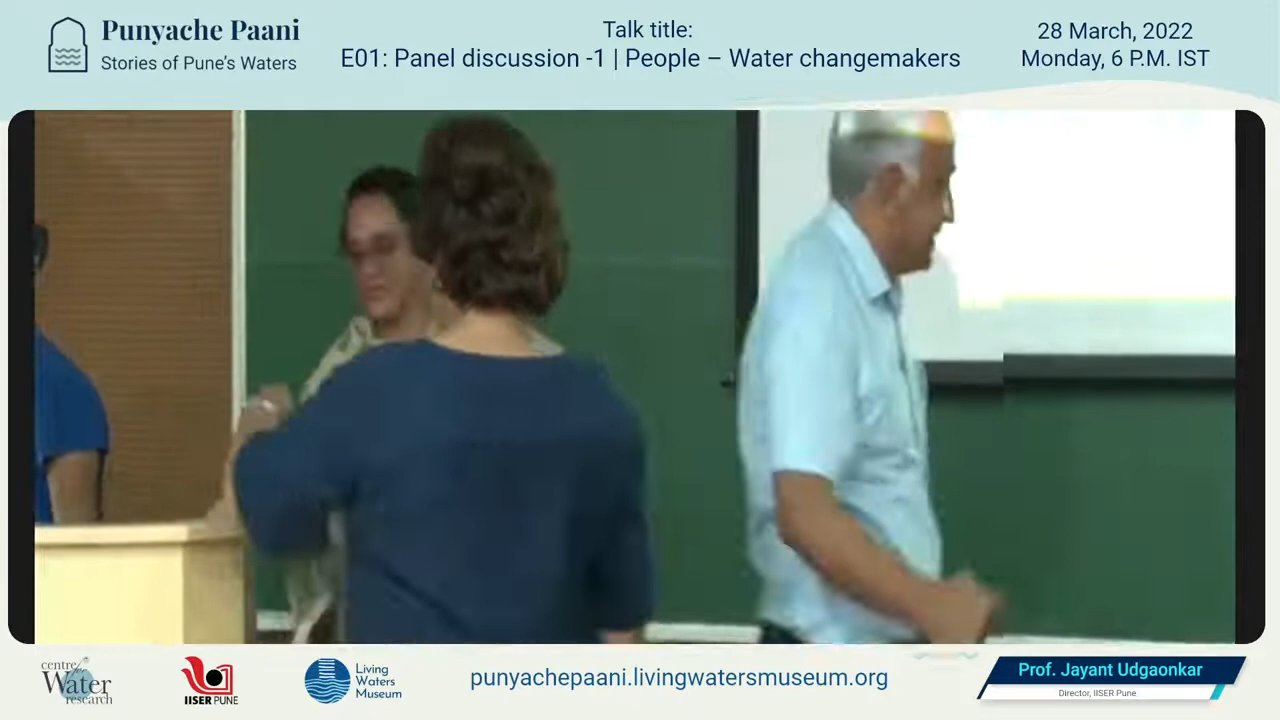 Punyache Paani
Stories of Pune's Waters
Talk title:
E01: Panel discussion -1 | People – Water changemakers
28 March, 2022
Monday, 6 P.M. IST
centre
for
Water
research
IISER PUNE
Living
Waters
Museum
punyachepaani.livingwatersmuseum.org
Prof. Jayant Udgaonkar
Director, IISER Pune